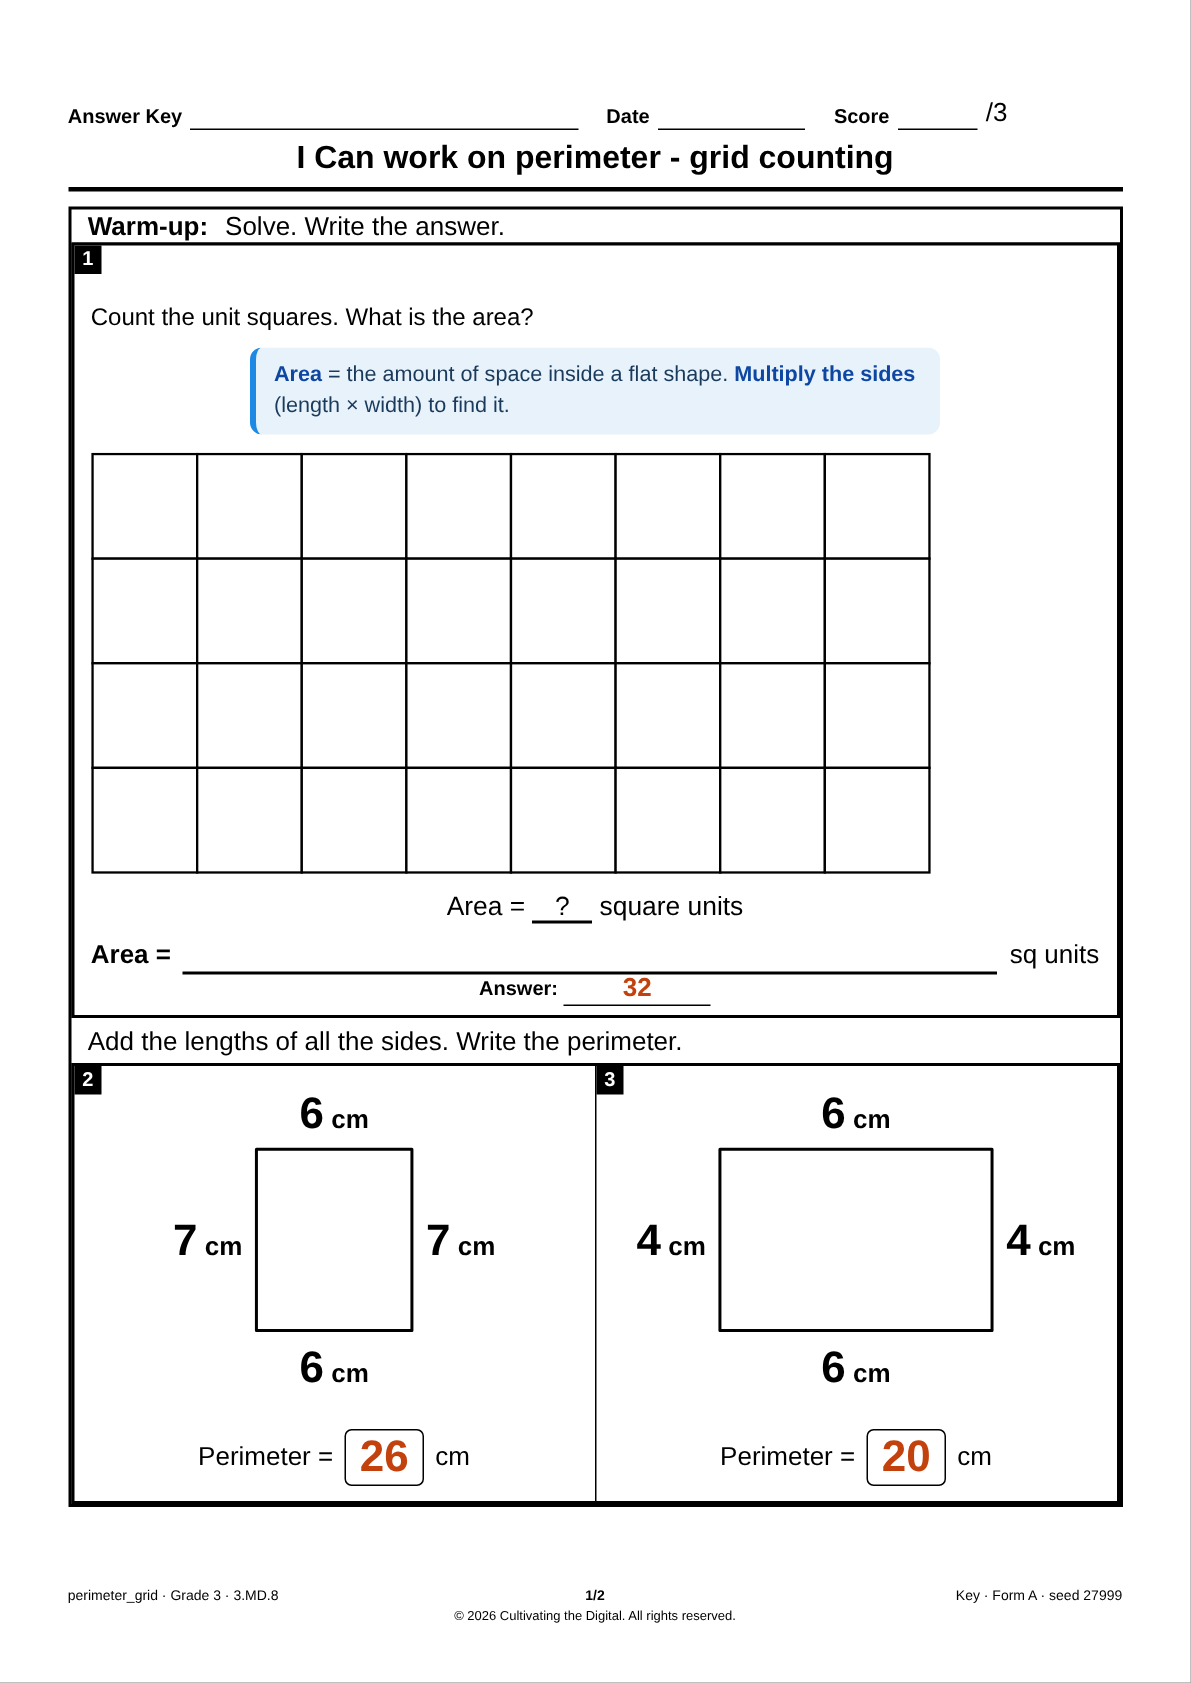 Answer Key Date Score /3
I Can work on perimeter - grid counting
Warm-up: Solve. Write the answer.
1
Count the unit squares. What is the area?
Area = the amount of space inside a flat shape. Multiply the sides
(length × width) to find it.
Area = ? square units
Area = sq units
Answer: 32
Add the lengths of all the sides. Write the perimeter.
2
6 cm
7 cm 7 cm
6 cm
Perimeter = 26 cm
3
6 cm
4 cm 4 cm
6 cm
Perimeter = 20 cm
perimeter_grid · Grade 3 · 3.MD.8 1/2 Key · Form A · seed 27999
© 2026 Cultivating the Digital. All rights reserved.